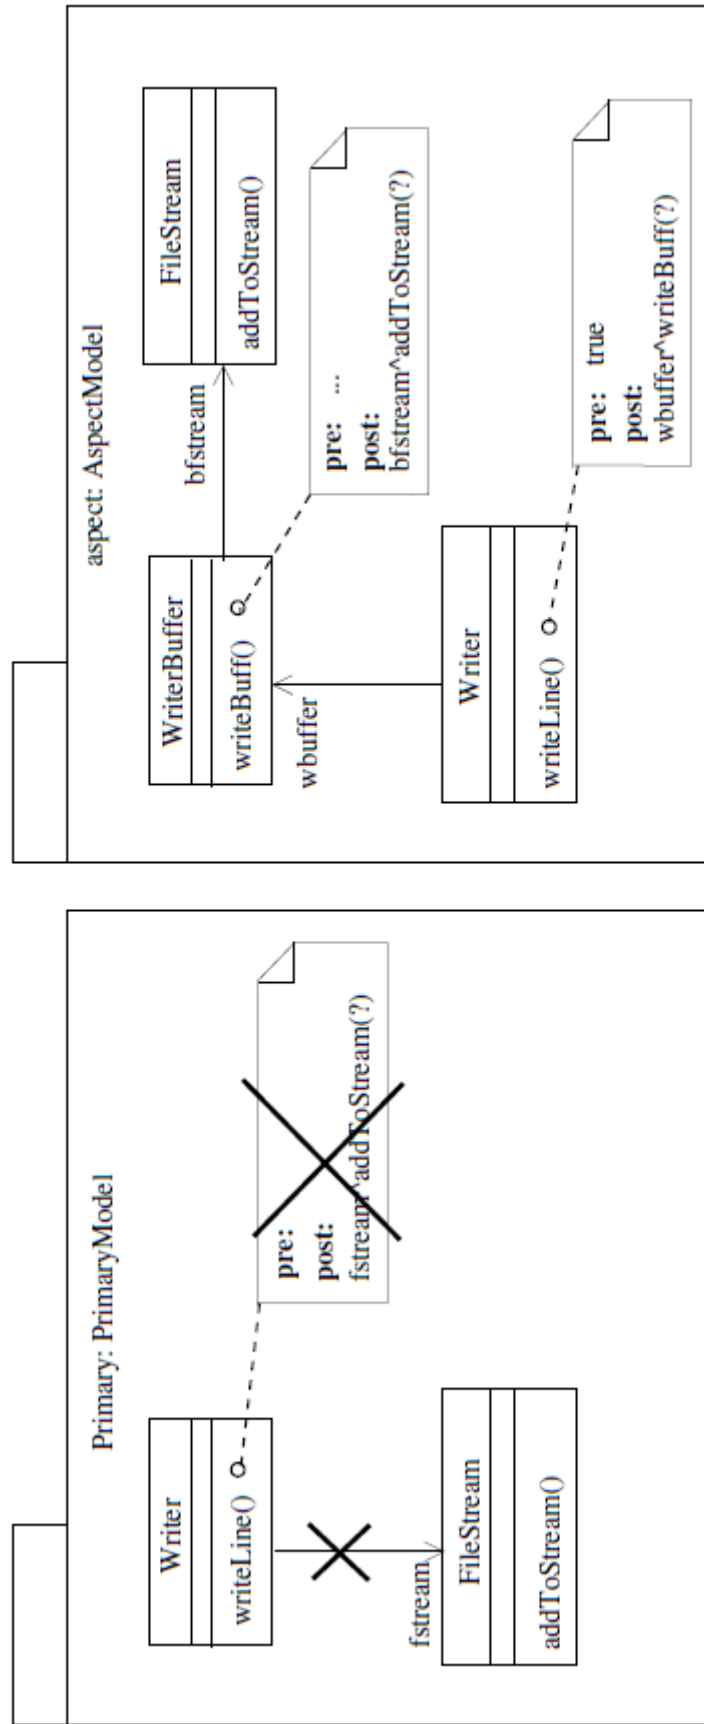 Primary: PrimaryModel
Writer
writeLine()
pre:
post:
fstream^addToStream(?)
fstream
FileStream
addToStream()
aspect: AspectModel
WriterBuffer
writeBuff()
bfstream
FileStream
addToStream()
pre: ...
post:
bfstream^addToStream(?)
wbuffer
Writer
writeLine()
pre: true
post:
wbuffer^writeBuff(?)